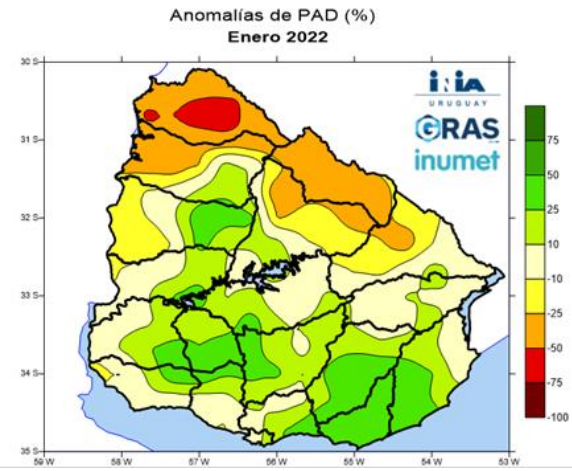 Anomalías de PAD (%)
Enero 2022
30 S
31 S
32 S
33 S
34 S
35 S
59 W
58 W
57 W
56 W
55 W
54 W
53 W
inia
URUGUAY
GRAS
inumet
75
50
25
10
-10
-25
-50
-75
-100